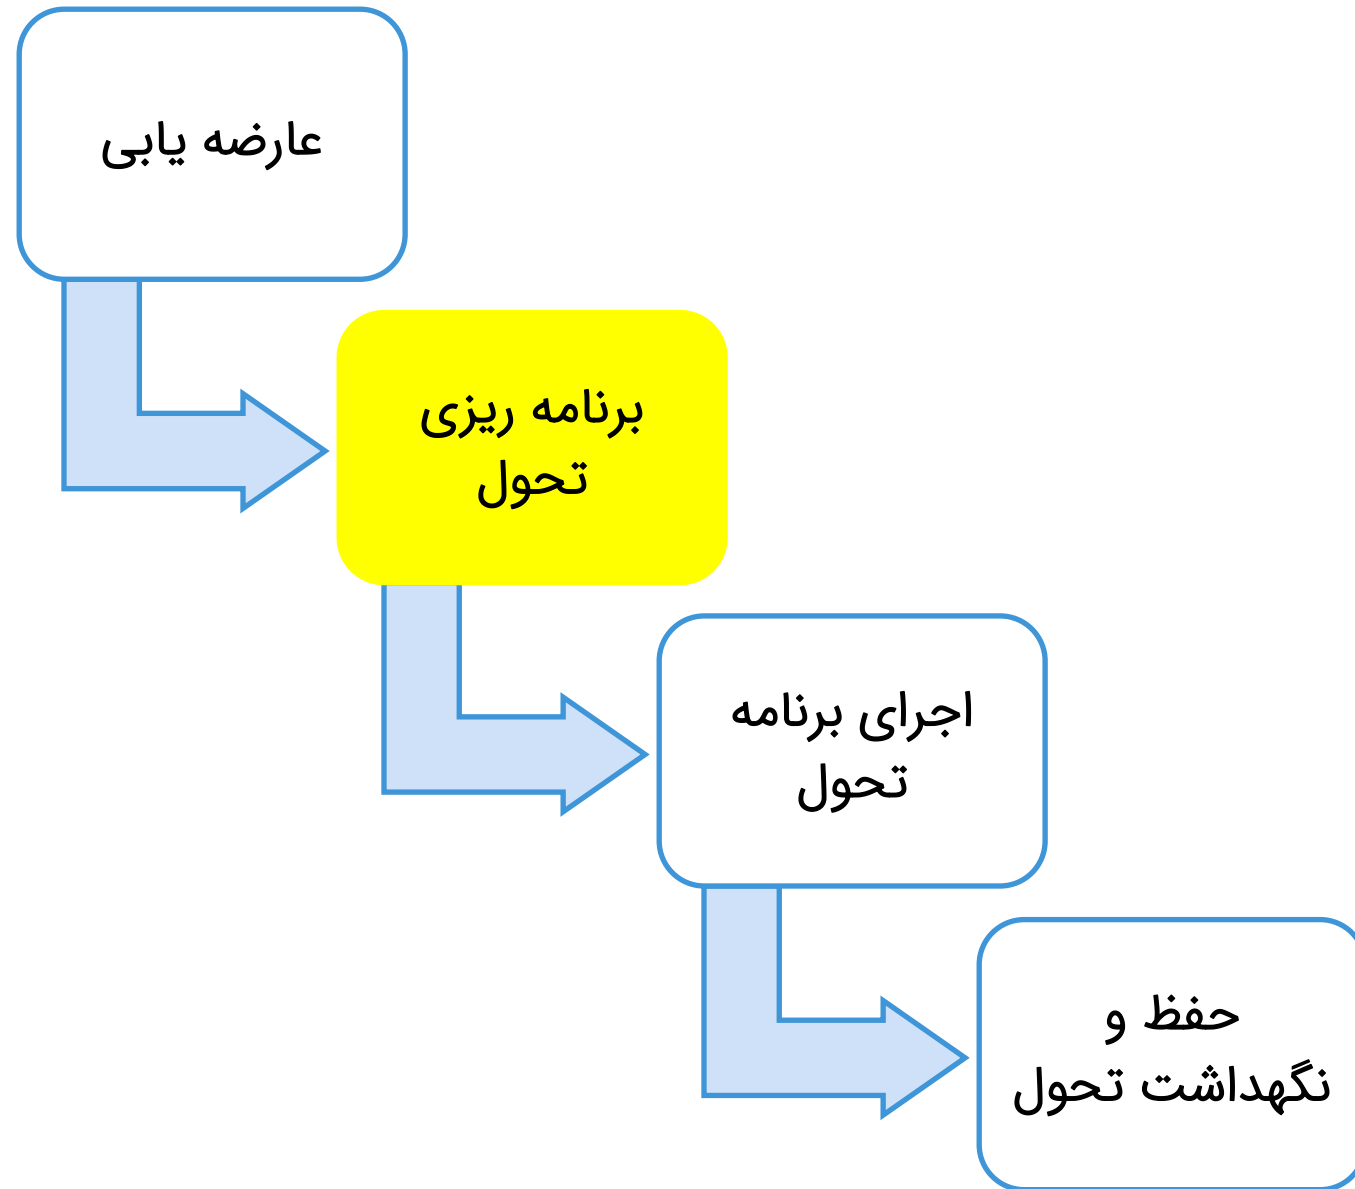 عارضه یابی
برنامه ریزی
تحول
اجرای برنامه
تحول
حفظ و
نگهداشت تحول